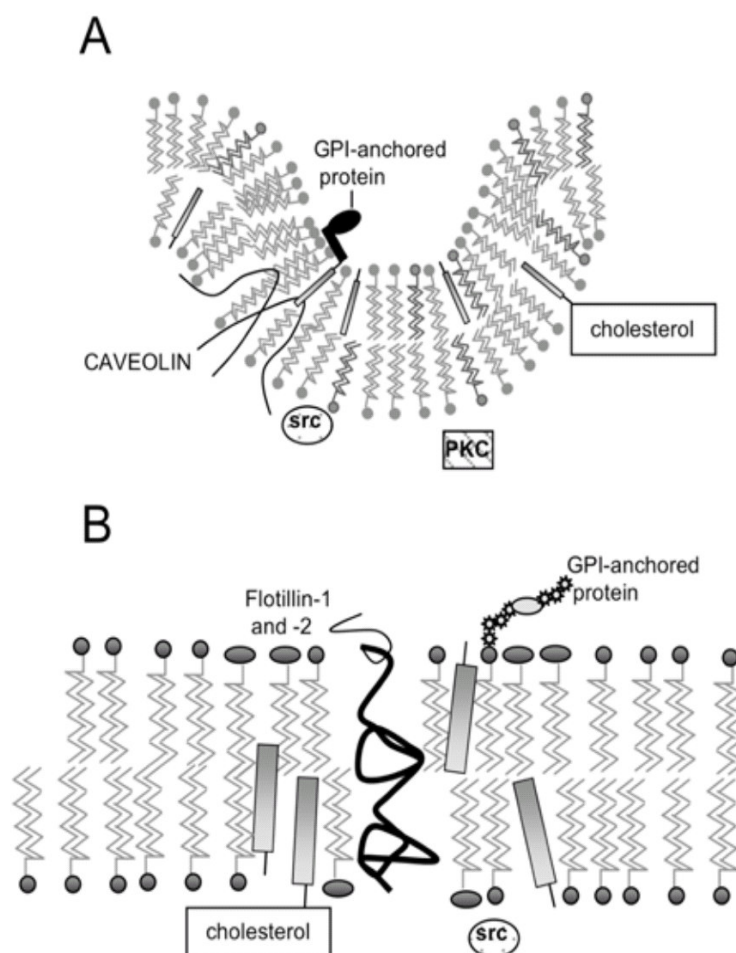 A
GPI-anchored
protein
cholesterol
CAVEOLIN
src
PKC
B
GPI-anchored
protein
Flotillin-1
and -2
cholesterol
src